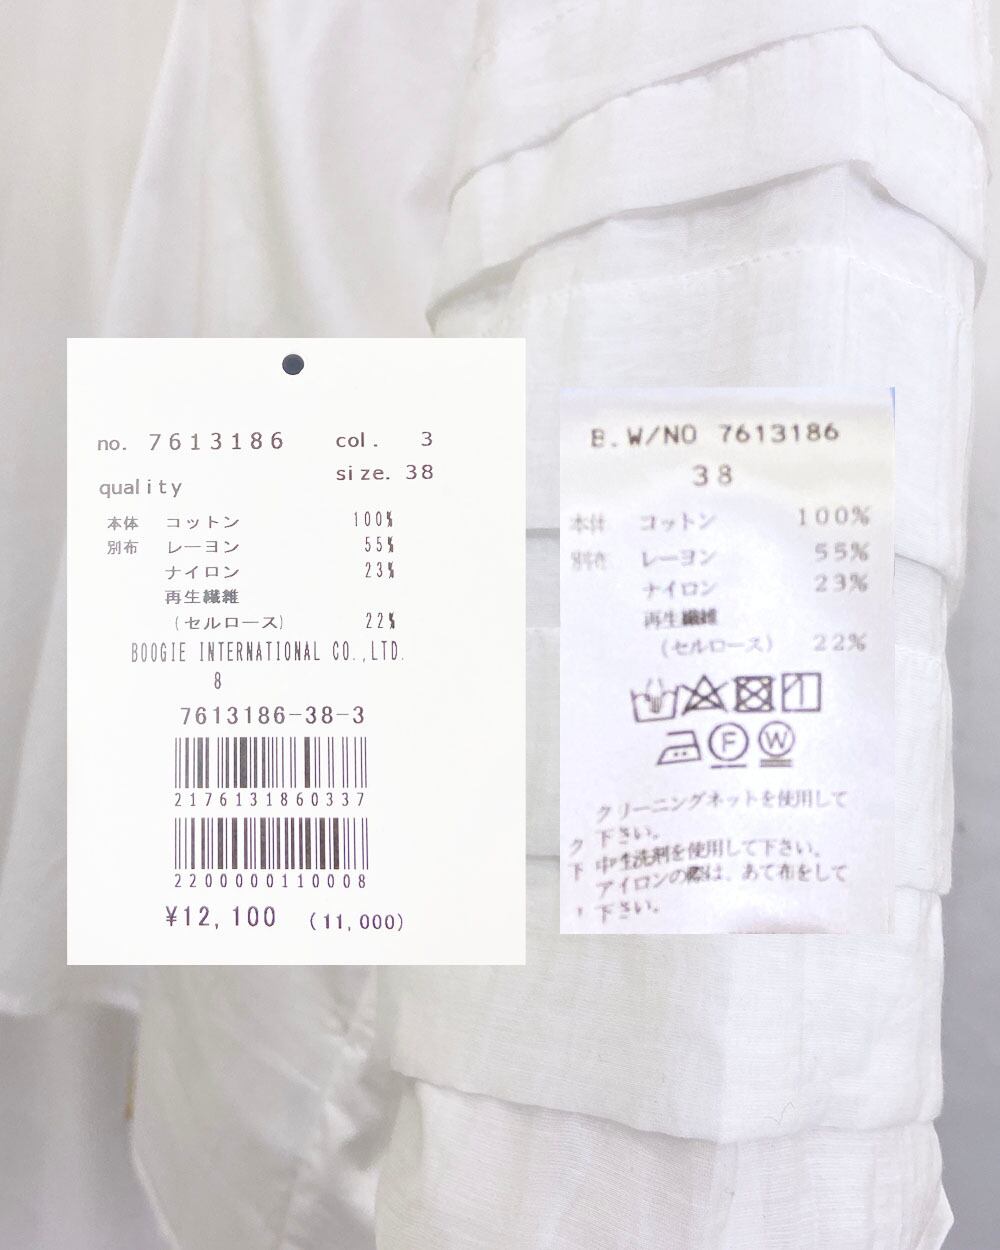 no. 7613186 col. 3
size. 38
quality
本体 コットン 100%
別布 レーヨン 55%
ナイロン 23%
再生繊維
(セルロース) 22%
BOOGIE INTERNATIONAL CO.,LTD.
8
7613186-38-3
2176131860337
2200000110008
¥12,100 (11,000)
B.W/NO 7613186
38
本体 コットン 100%
別布 レーヨン 55%
ナイロン 23%
再生繊維
(セルロース) 22%
F W
クリーニングネットを使用して
下さい。
ク
中生洗剤を使用して下さい。
下
アイロンの際は、あて布をして
下さい。